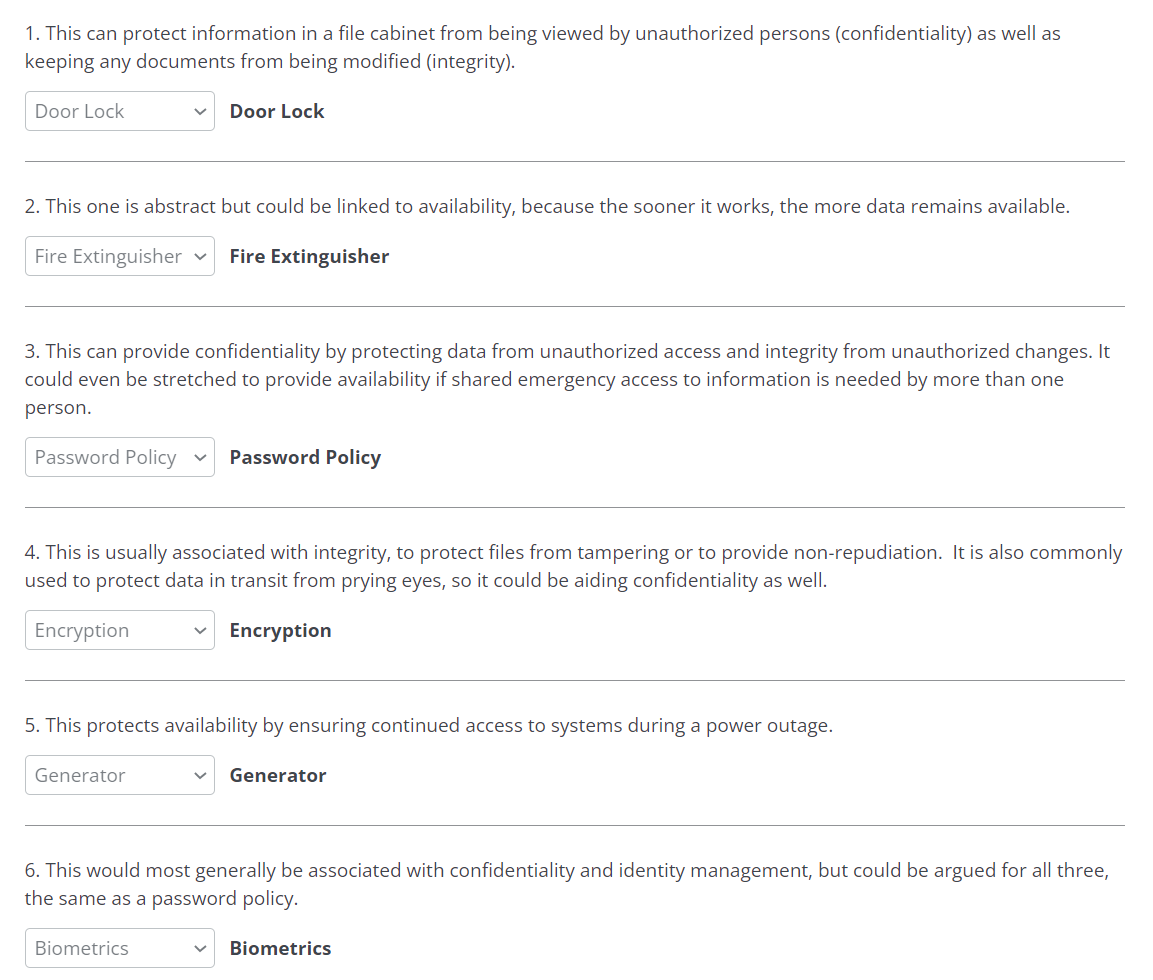 1. This can protect information in a file cabinet from being viewed by unauthorized persons (confidentiality) as well as
keeping any documents from being modified (integrity).
Door Lock Door Lock
2. This one is abstract but could be linked to availability, because the sooner it works, the more data remains available.
Fire Extinguisher Fire Extinguisher
3. This can provide confidentiality by protecting data from unauthorized access and integrity from unauthorized changes. It
could even be stretched to provide availability if shared emergency access to information is needed by more than one
person.
Password Policy Password Policy
4. This is usually associated with integrity, to protect files from tampering or to provide non-repudiation.  It is also commonly
used to protect data in transit from prying eyes, so it could be aiding confidentiality as well.
Encryption Encryption
5. This protects availability by ensuring continued access to systems during a power outage.
Generator Generator
6. This would most generally be associated with confidentiality and identity management, but could be argued for all three,
the same as a password policy.
Biometrics Biometrics